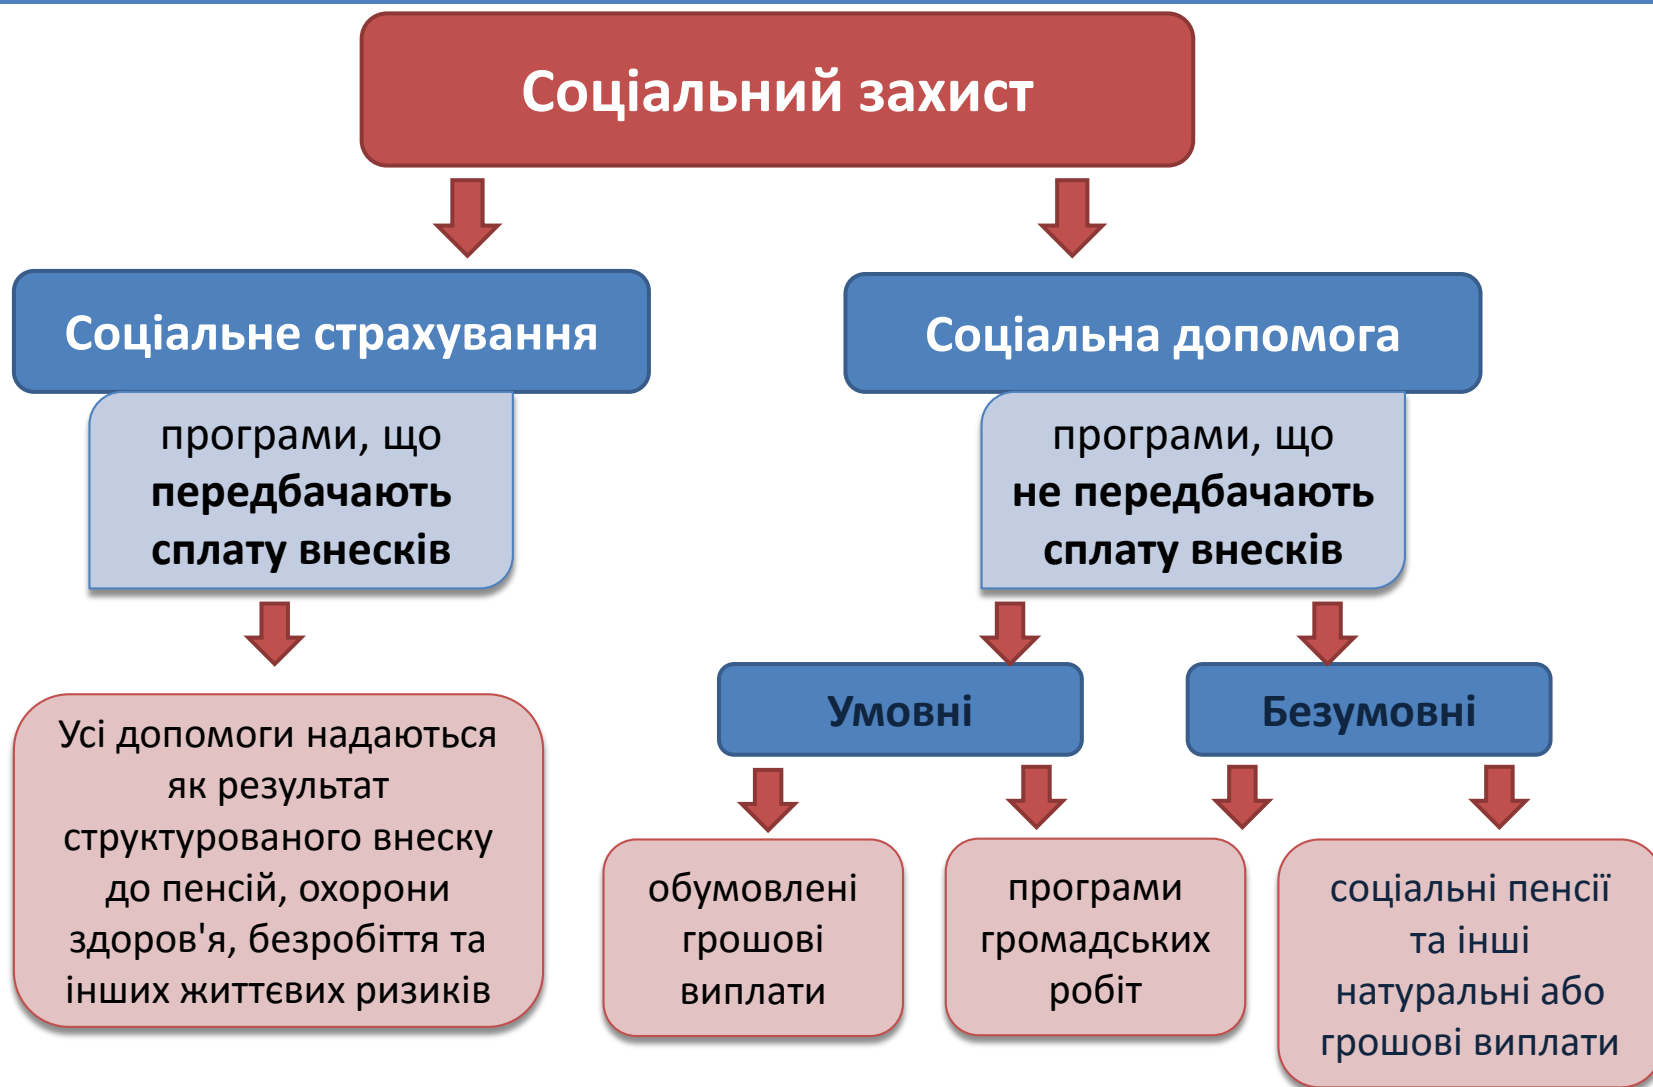 Соціальний захист
Соціальне страхування
програми, що
передбачають
сплату внесків
Усі допомоги надаються
як результат
структурованого внеску
до пенсій, охорони
здоров'я, безробіття та
інших життєвих ризиків
Соціальна допомога
програми, що
не передбачають
сплату внесків
Умовні
Безумовні
обумовлені
грошові
виплати
програми
громадських
робіт
соціальні пенсії
та інші
натуральні або
грошові виплати